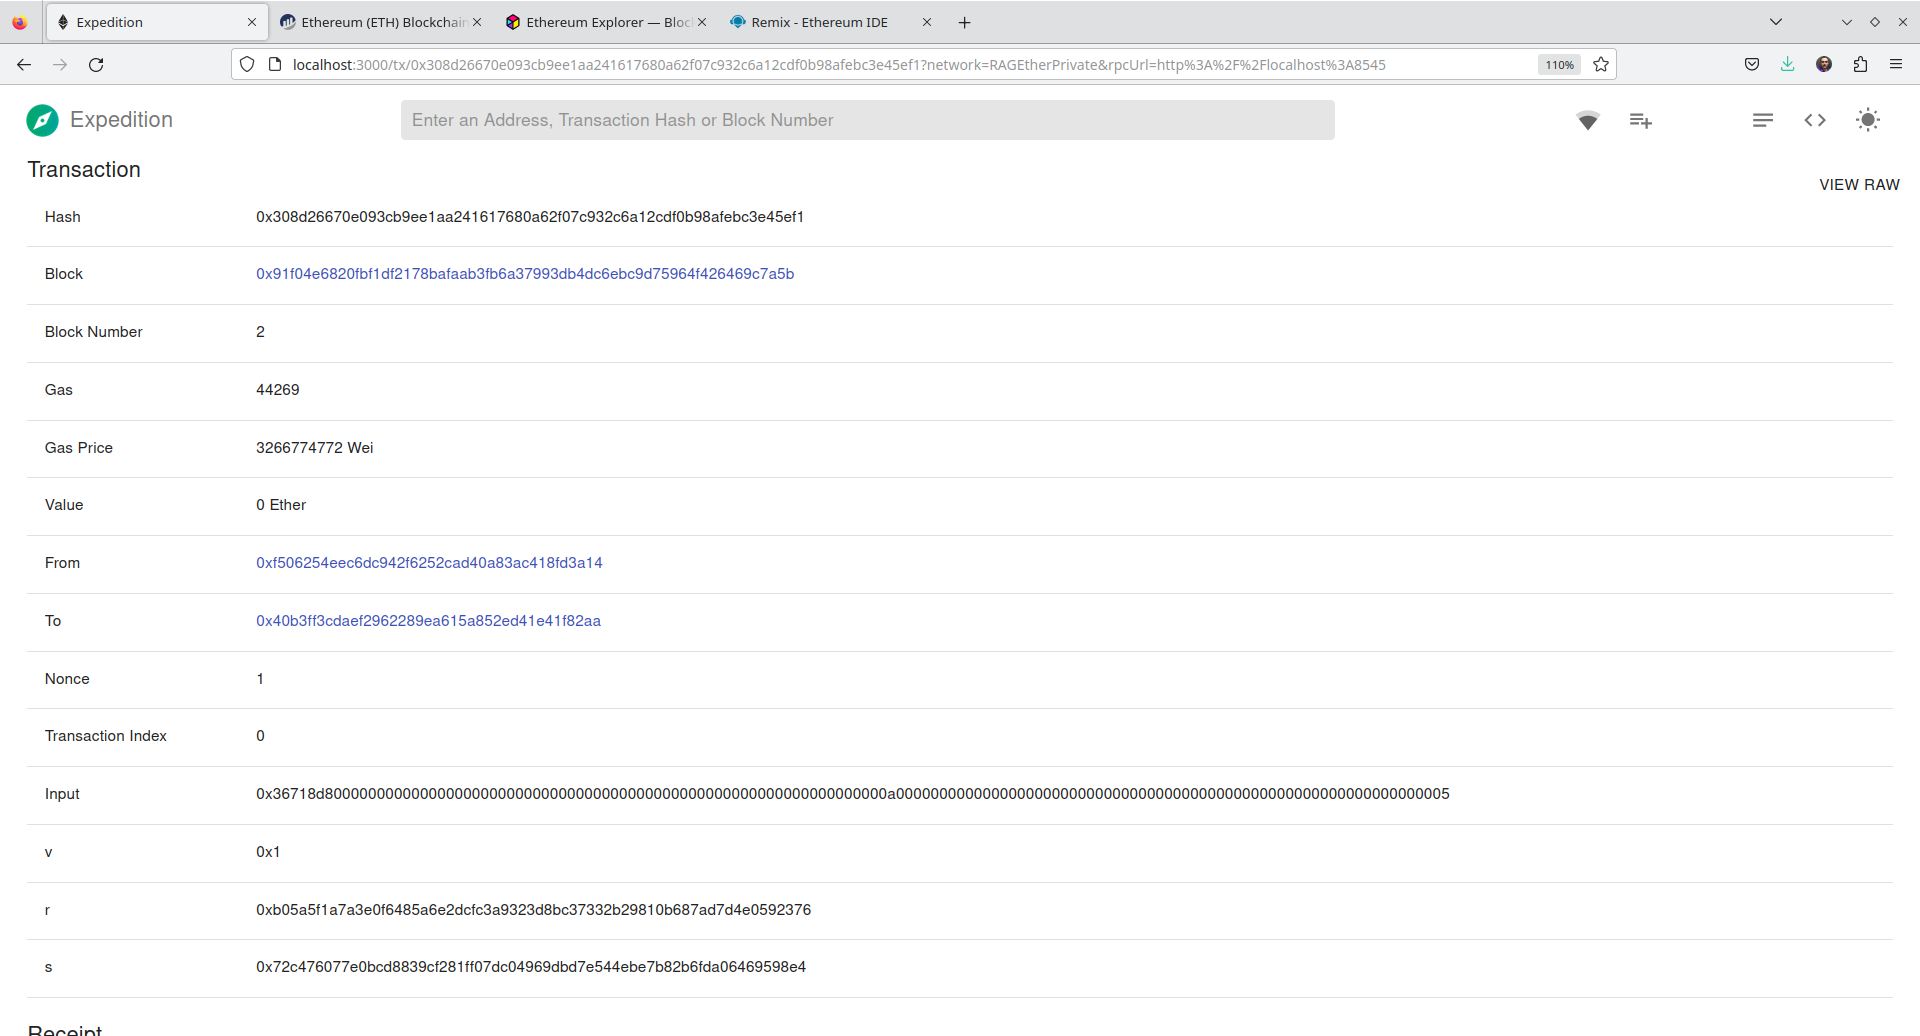 Expedition
Ethereum (ETH) Blockchain
Ethereum Explorer — Bloc
Remix - Ethereum IDE
localhost:3000/tx/0x308d26670e093cb9ee1aa241617680a62f07c932c6a12cdf0b98afebc3e45ef1?network=RAGEtherPrivate&rpcUrl=http%3A%2F%2Flocalhost%3A8545
110%
Expedition
Enter an Address, Transaction Hash or Block Number
Transaction
VIEW RAW
Hash 0x308d26670e093cb9ee1aa241617680a62f07c932c6a12cdf0b98afebc3e45ef1
Block 0x91f04e6820fbf1df2178bafaab3fb6a37993db4dc6ebc9d75964f426469c7a5b
Block Number 2
Gas 44269
Gas Price 3266774772 Wei
Value 0 Ether
From 0xf506254eec6dc942f6252cad40a83ac418fd3a14
To 0x40b3ff3cdaef2962289ea615a852ed41e41f82aa
Nonce 1
Transaction Index 0
Input 0x36718d80000000000000000000000000000000000000000000000000000000000000000a0000000000000000000000000000000000000000000000000000000000000005
v 0x1
r 0xb05a5f1a7a3e0f6485a6e2dcfc3a9323d8bc37332b29810b687ad7d4e0592376
s 0x72c476077e0bcd8839cf281ff07dc04969dbd7e544ebe7b82b6fda06469598e4
Receipt